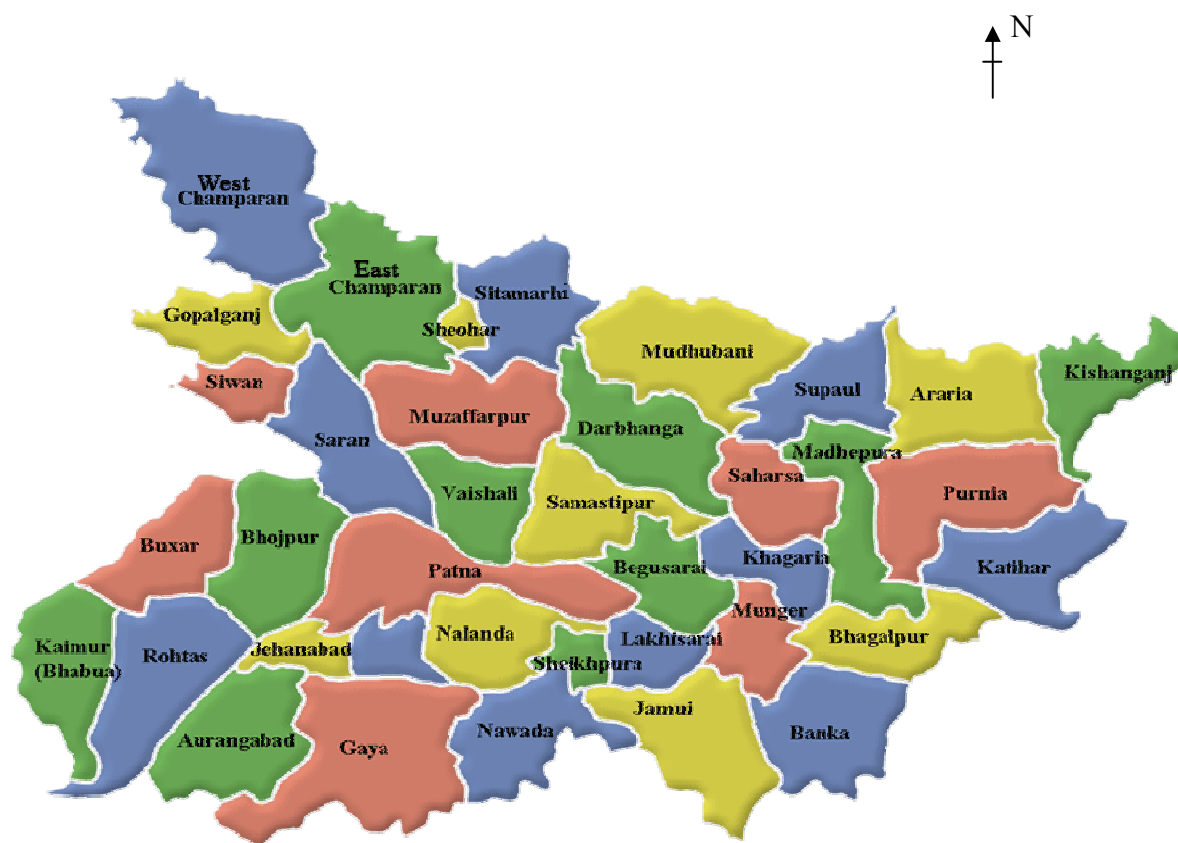 N
West
Champaran
East
Champaran
Sitamarhi
Gopalganj
Sheohar
Mudhubani
Siwan
Kishanganj
Supaul
Araria
Muzaffarpur
Darbhanga
Saran
Madhepura
Saharsa
Vaishali
Samastipur
Purnia
Bhojpur
Buxar
Khagaria
Katihar
Begusarai
Patna
Munger
Nalanda
Lakhisarai
Bhagalpur
Kaimur
(Bhabua)
Jehanabad
Rohtas
Sheikhpura
Jamui
Nawada
Banka
Aurangabad
Gaya